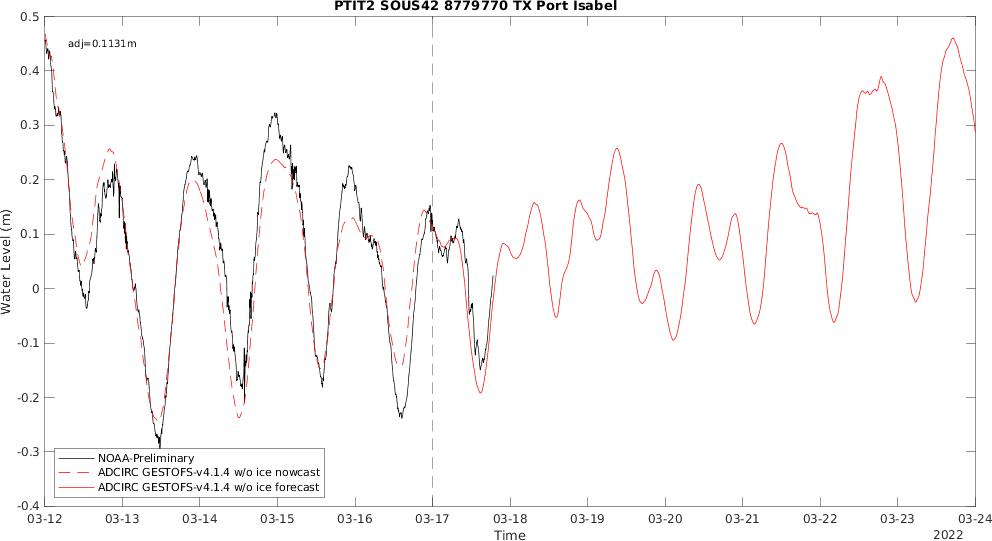 PTIT2 SOUS42 8779770 TX Port Isabel
adj=0.1131m
0.5
0.4
0.3
0.2
0.1
0
-0.1
-0.2
-0.3
-0.4
Water Level (m)
NOAA-Preliminary
ADCIRC GESTOFS-v4.1.4 w/o ice nowcast
ADCIRC GESTOFS-v4.1.4 w/o ice forecast
03-12 03-13 03-14 03-15 03-16 03-17 03-18 03-19 03-20 03-21 03-22 03-23 03-24
Time
2022